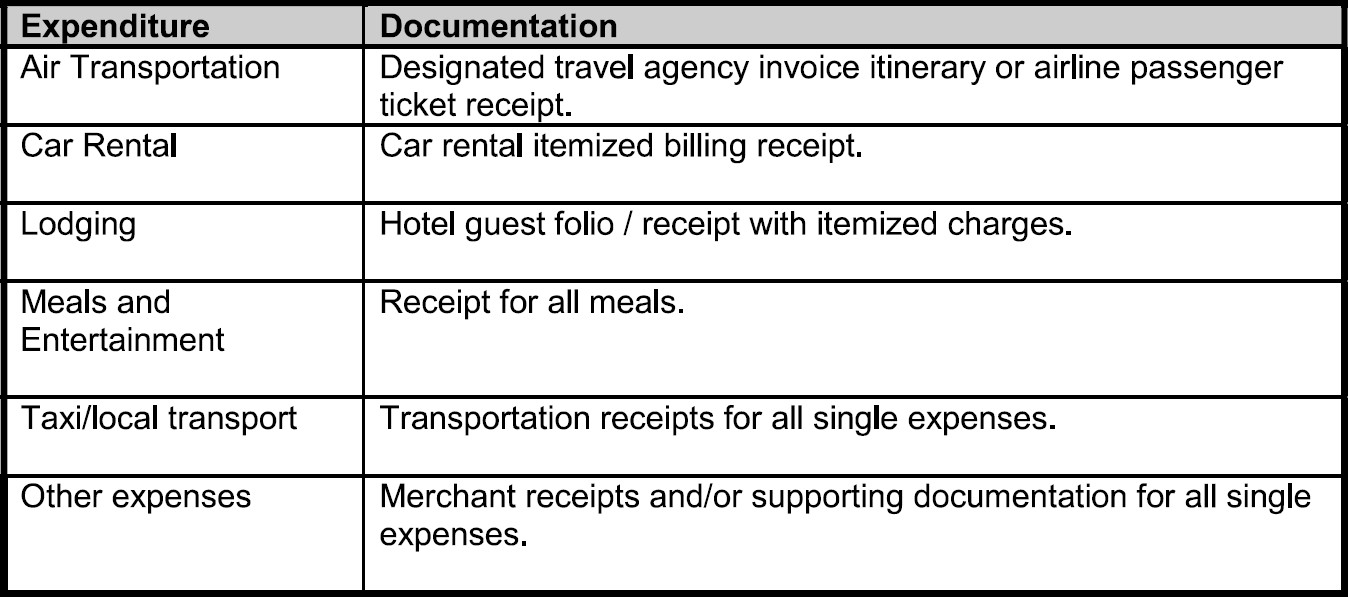 Expenditure Documentation
Air Transportation Designated travel agency invoice itinerary or airline passenger
ticket receipt.
Car Rental Car rental itemized billing receipt.
Lodging Hotel guest folio / receipt with itemized charges.
Meals and Receipt for all meals.
Entertainment
Taxi/local transport Transportation receipts for all single expenses.
Other expenses Merchant receipts and/or supporting documentation for all single
expenses.